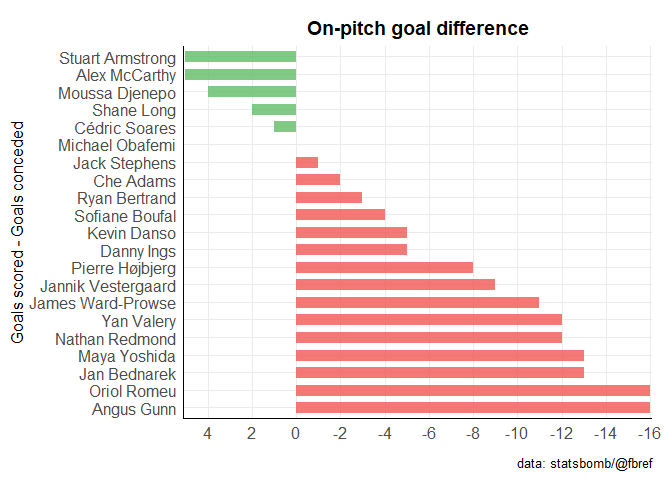 On-pitch goal difference
Goals scored - Goals conceded
Stuart Armstrong
Alex McCarthy
Moussa Djenepo
Shane Long
Cédric Soares
Michael Obafemi
Jack Stephens
Che Adams
Ryan Bertrand
Sofiane Boufal
Kevin Danso
Danny Ings
Pierre Højbjerg
Jannik Vestergaard
James Ward-Prowse
Yan Valery
Nathan Redmond
Maya Yoshida
Jan Bednarek
Oriol Romeu
Angus Gunn
4 2 0 -2 -4 -6 -8 -10 -12 -14 -16
data: statsbomb/@fbref